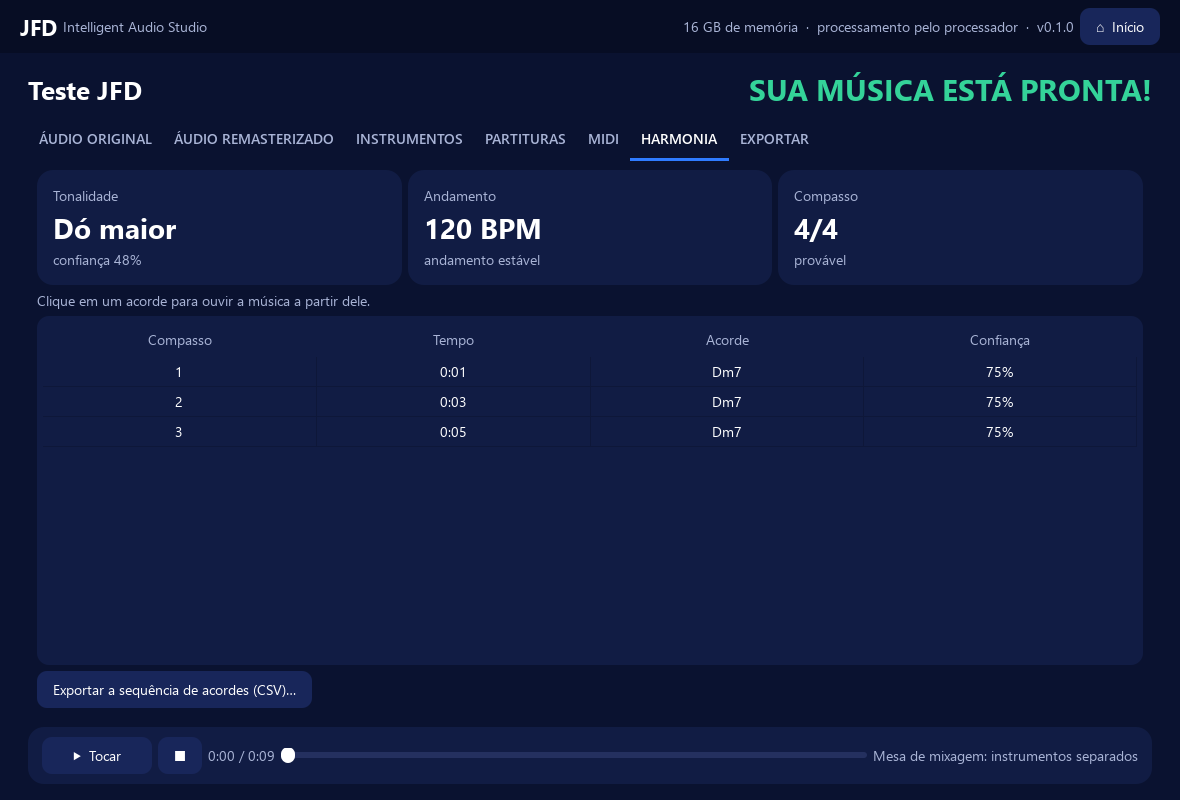 JFD Intelligent Audio Studio
16 GB de memória · processamento pelo processador · v0.1.0
⌂ Início
Teste JFD
SUA MÚSICA ESTÁ PRONTA!
ÁUDIO ORIGINAL ÁUDIO REMASTERIZADO INSTRUMENTOS PARTITURAS MIDI HARMONIA EXPORTAR
Tonalidade
Dó maior
confiança 48%
Andamento
120 BPM
andamento estável
Compasso
4/4
provável
Clique em um acorde para ouvir a música a partir dele.
Compasso Tempo Acorde Confiança
1 0:01 Dm7 75%
2 0:03 Dm7 75%
3 0:05 Dm7 75%
Exportar a sequência de acordes (CSV)...
Tocar
0:00 / 0:09
Mesa de mixagem: instrumentos separados